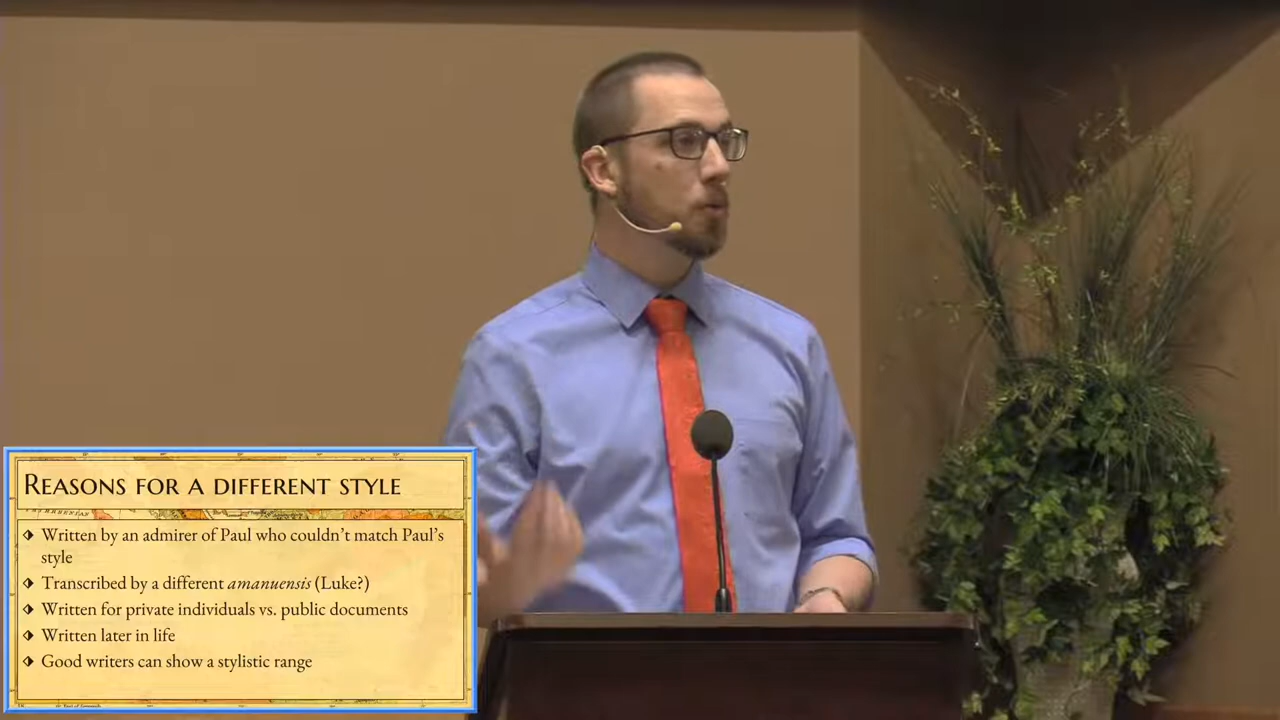 Reasons for a different style
Written by an admirer of Paul who couldn't match Paul's
style
Transcribed by a different amanuensis (Luke?)
Written for private individuals vs. public documents
Written later in life
Good writers can show a stylistic range